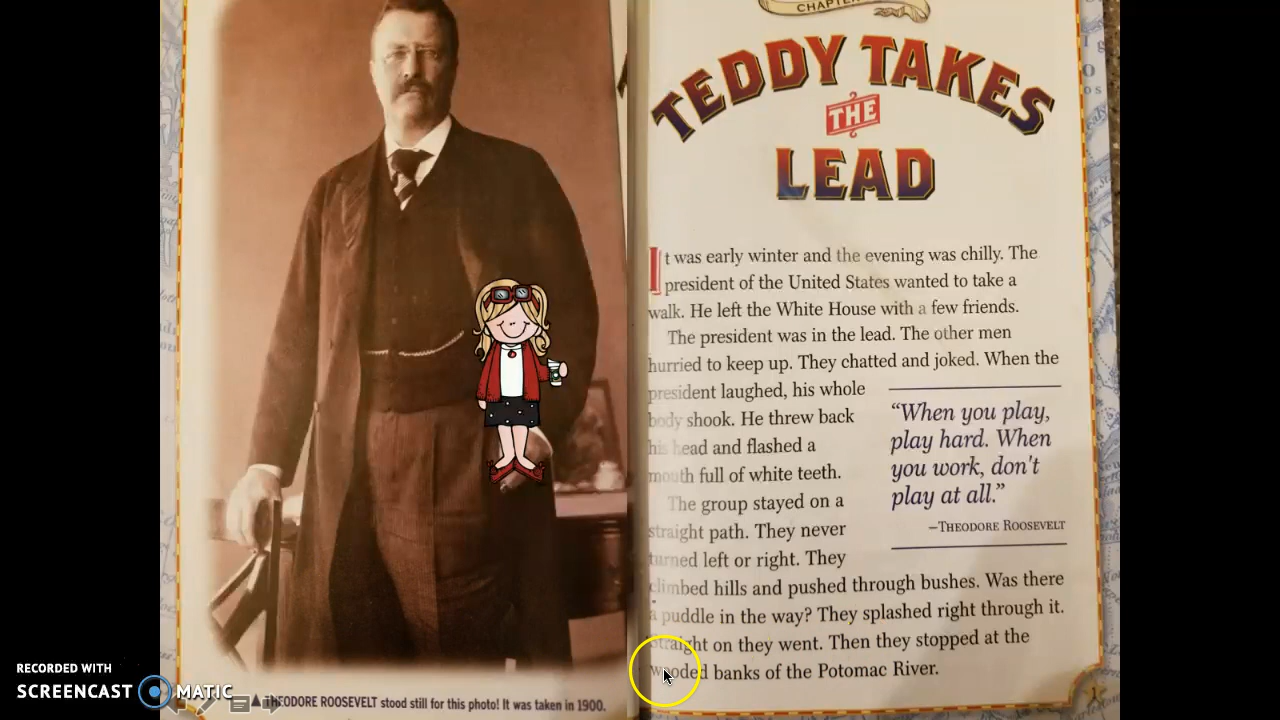 CHAPTER
TEDDY TAKES
THE
LEAD
It was early winter and the evening was chilly. The
president of the United States wanted to take a
walk. He left the White House with a few friends.
The president was in the lead. The other men
hurried to keep up. They chatted and joked. When the
president laughed, his whole
body shook. He threw back
his head and flashed a
mouth full of white teeth.
The group stayed on a
straight path. They never
turned left or right. They
climbed hills and pushed through bushes. Was there
a puddle in the way? They splashed right through it.
Straight on they went. Then they stopped at the
wooded banks of the Potomac River.
“When you play,
play hard. When
you work, don't
play at all.”
–THEODORE ROOSEVELT
1
▲ THEODORE ROOSEVELT stood still for this photo! It was taken in 1900.
RECORDED WITH
SCREENCAST MATIC